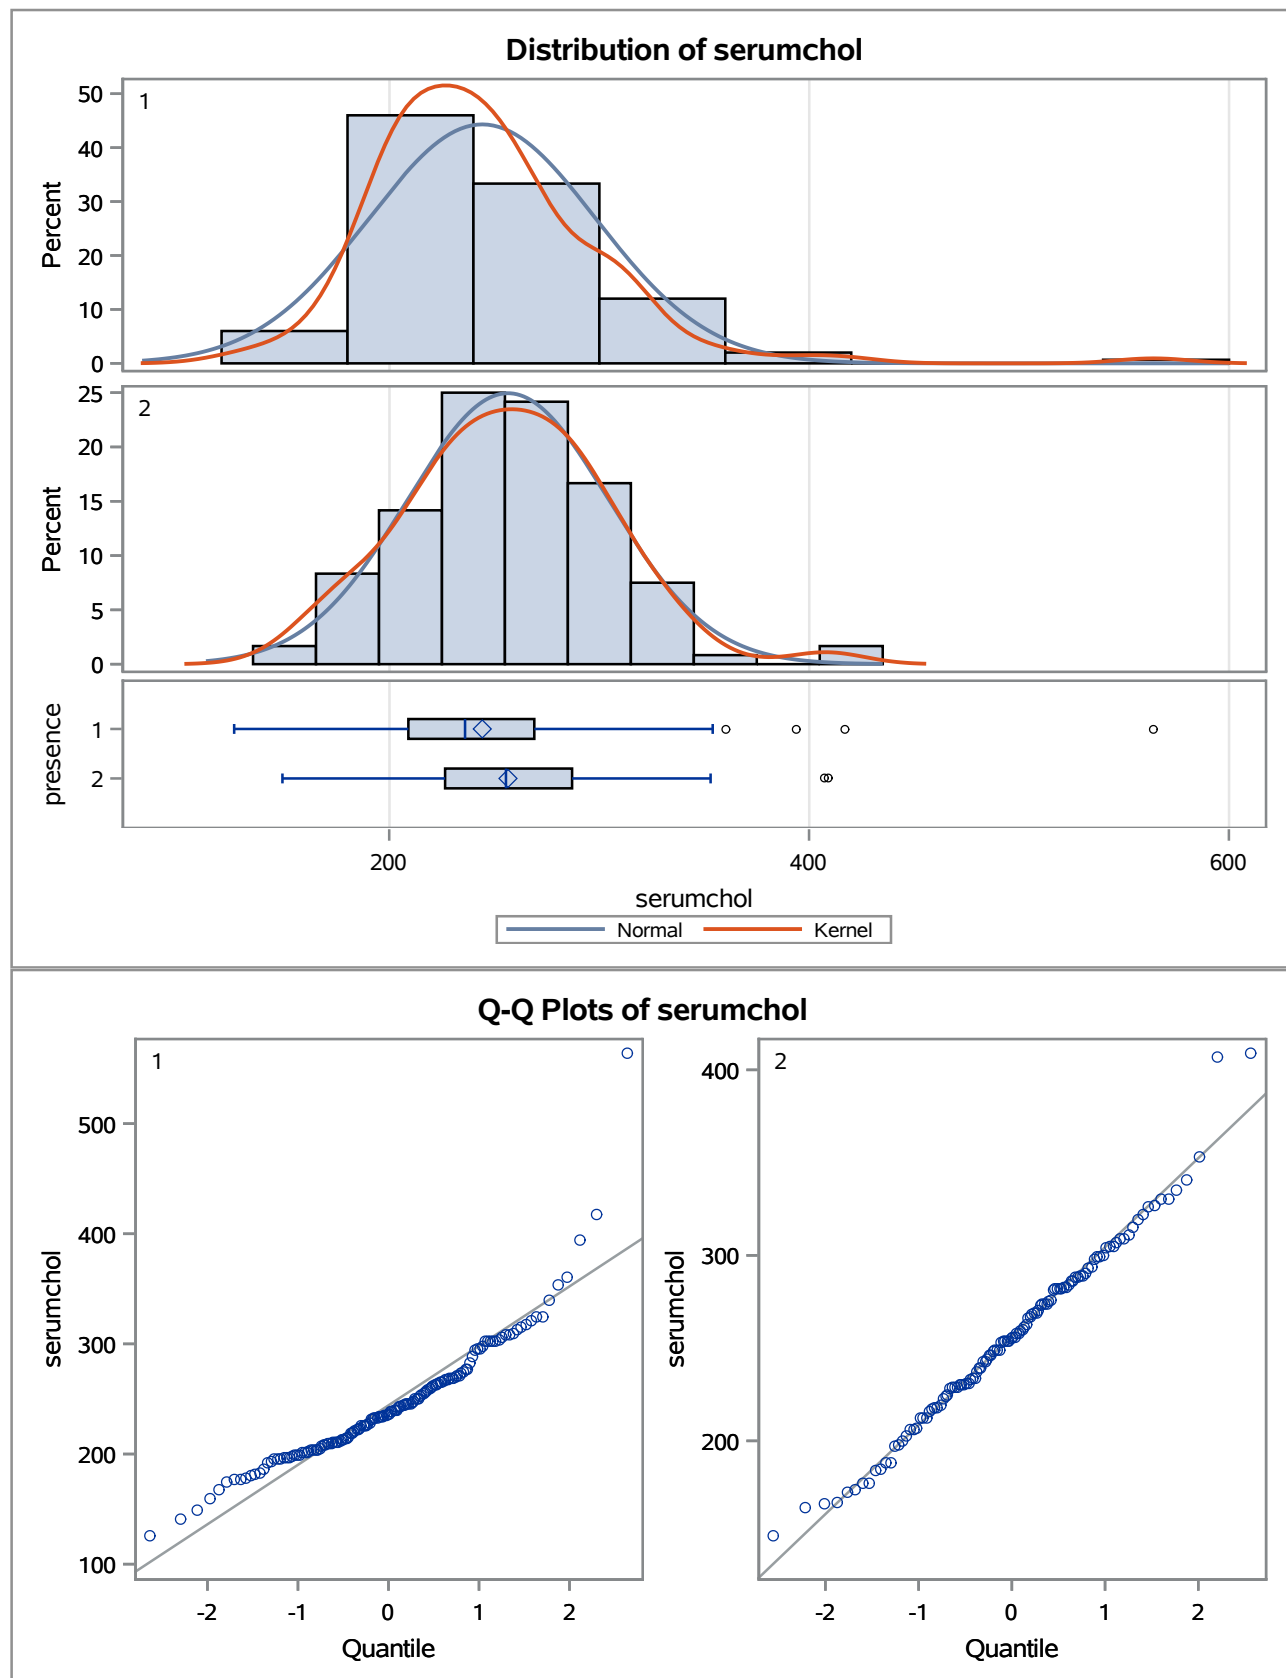 Distribution of serumchol
1
50
40
30
20
10
0
Percent
2
25
20
15
10
5
0
Percent
presence
1
2
200 400 600
serumchol
Normal Kernel
Q-Q Plots of serumchol
1
500
400
300
200
100
serumchol
-2 -1 0 1 2
Quantile
2
400
300
200
serumchol
-2 -1 0 1 2
Quantile